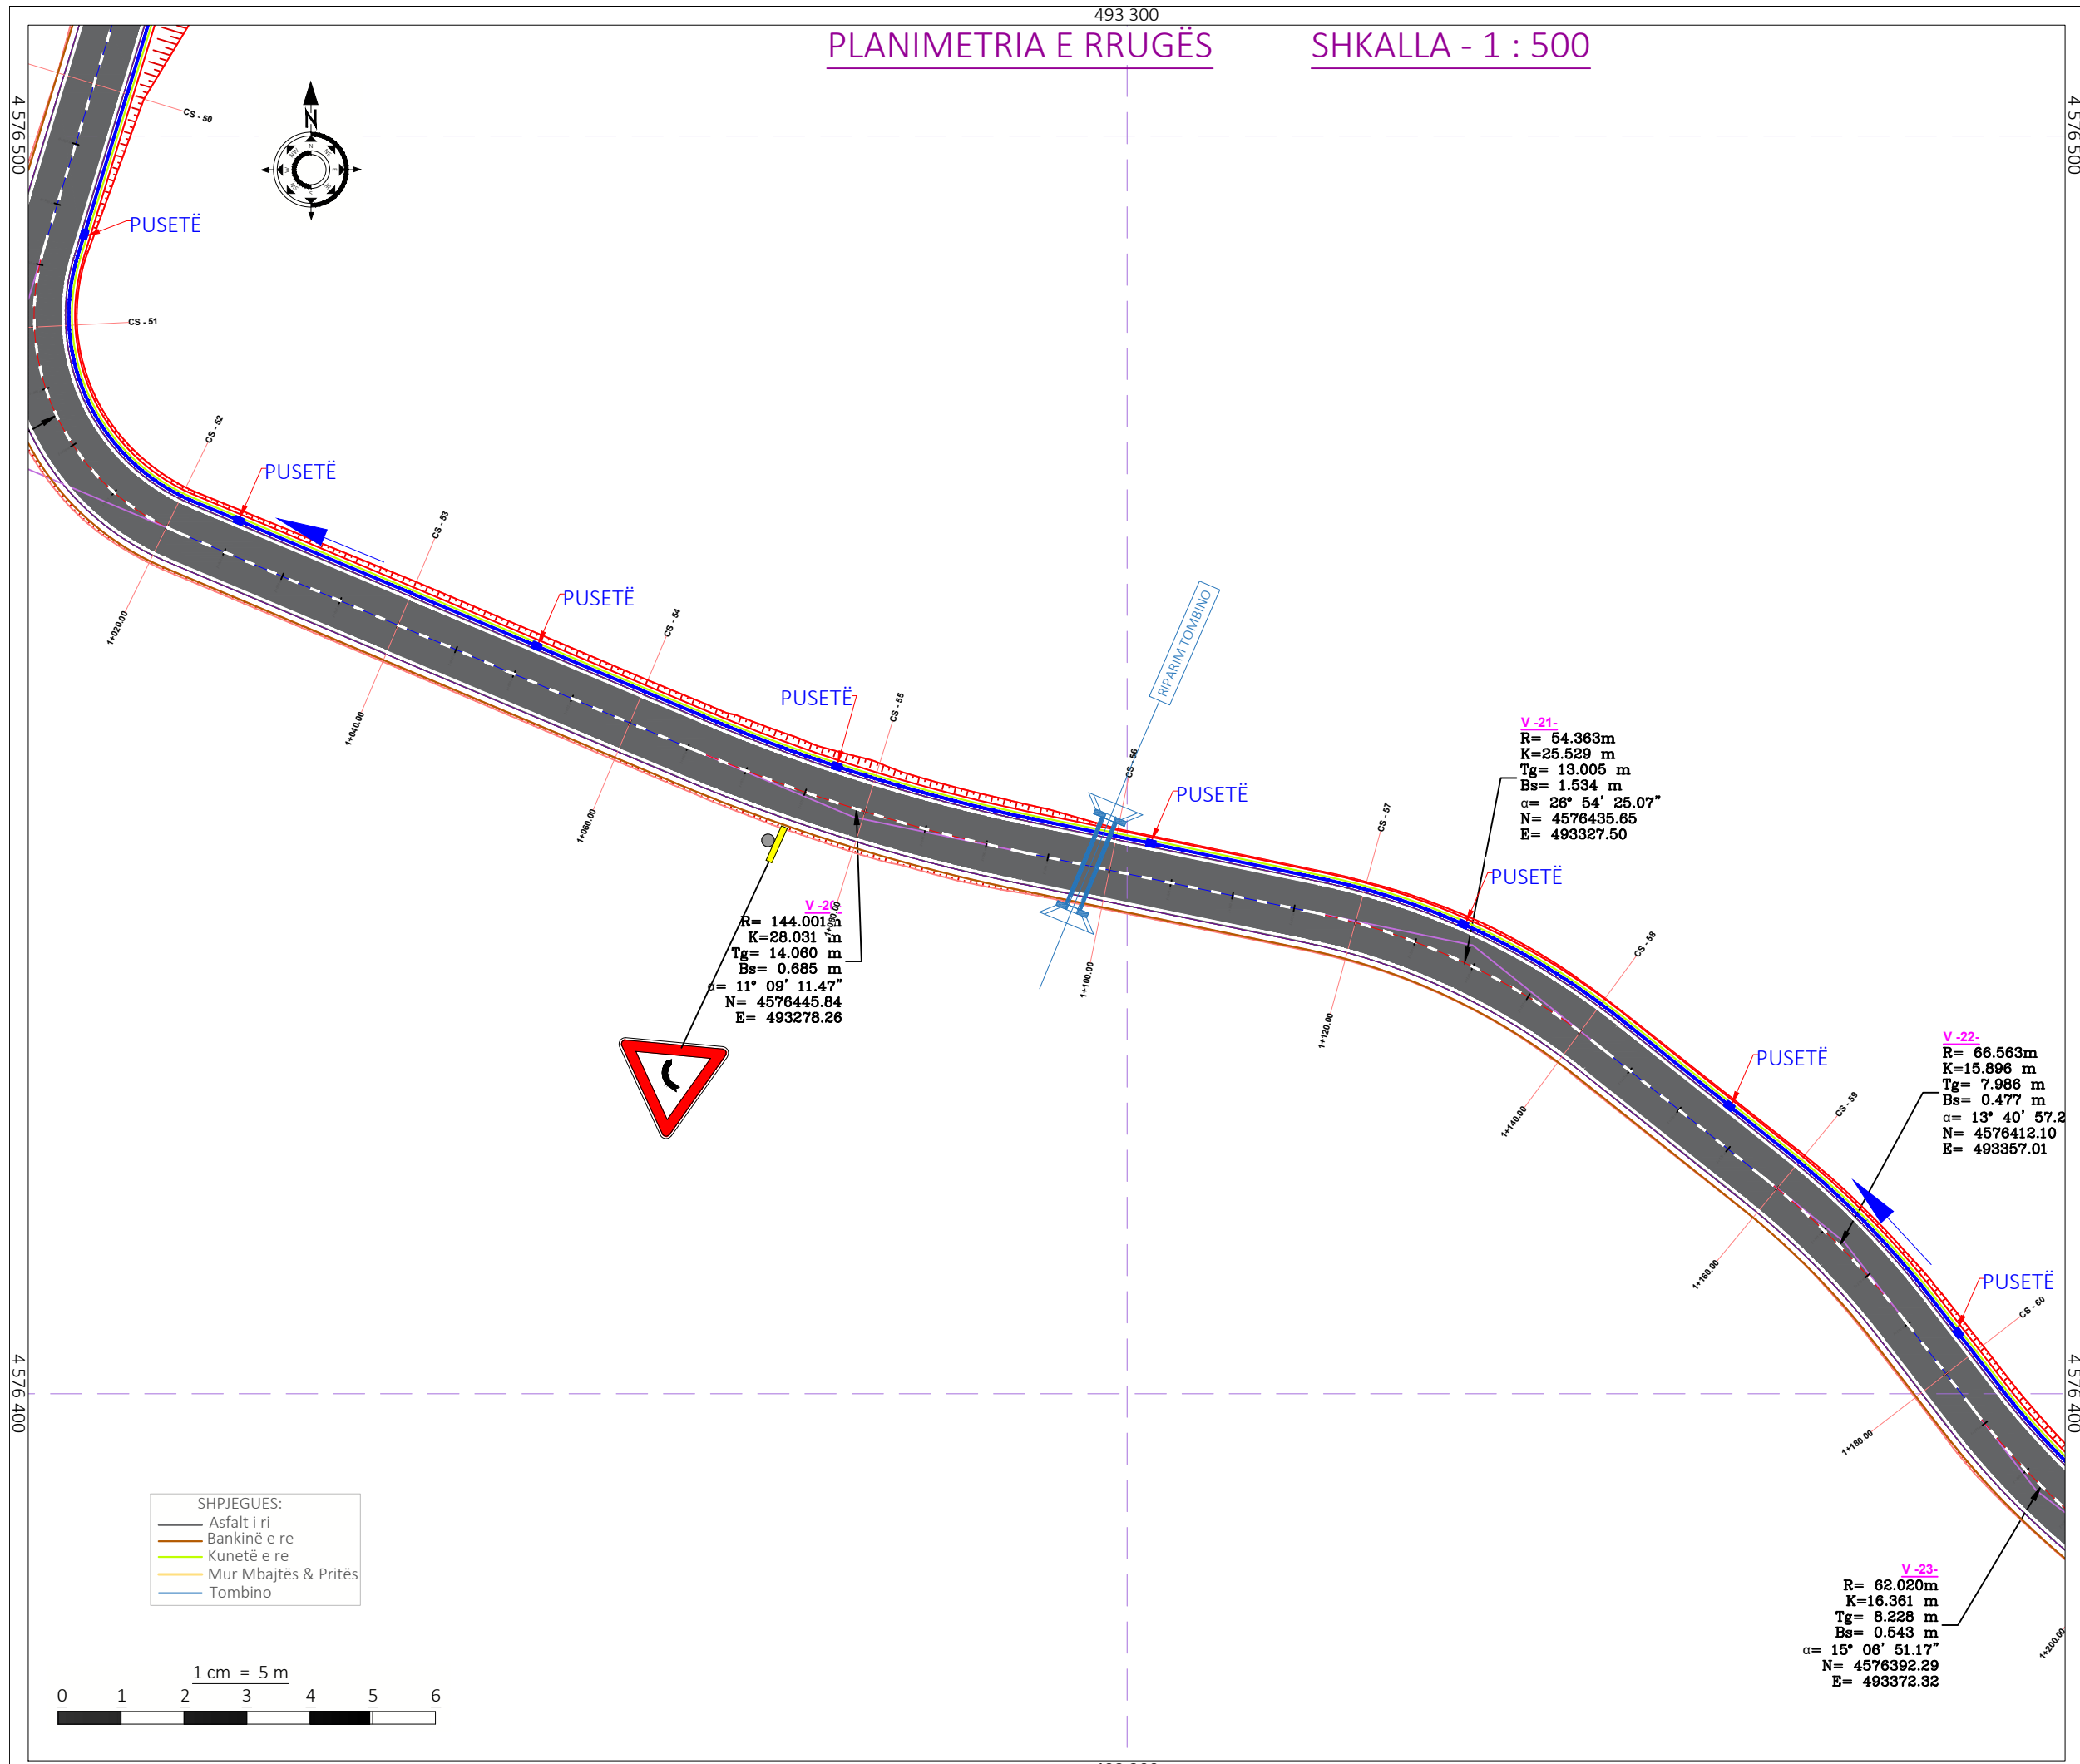 493 300
PLANIMETRIA E RRUGËS
SHKALLA - 1 : 500
4 576 500
4 576 500
N
N
NE
E
SE
S
SW
W
NW
CS - 50
PUSETË
CS - 51
CS - 52
PUSETË
CS - 53
1+020.00
PUSETË
CS - 54
1+040.00
PUSETË
CS - 55
1+060.00
RIPARIM TOMBINO
CS - 56
PUSETË
1+080.00
V -20-
R= 144.001m
K=28.031 m
Tg= 14.060 m
Bs= 0.685 m
α= 11° 09' 11.47"
N= 4576445.84
E= 493278.26
1+100.00
CS - 57
V -21-
R= 54.363m
K=25.529 m
Tg= 13.005 m
Bs= 1.534 m
α= 26° 54' 25.07"
N= 4576435.65
E= 493327.50
PUSETË
1+120.00
CS - 58
PUSETË
1+140.00
CS - 59
V -22-
R= 66.563m
K=15.896 m
Tg= 7.986 m
Bs= 0.477 m
α= 13° 40' 57.2
N= 4576412.10
E= 493357.01
1+160.00
PUSETË
CS - 60
4 576 400
4 576 400
1+180.00
V -23-
R= 62.020m
K=16.361 m
Tg= 8.228 m
Bs= 0.543 m
α= 15° 06' 51.17"
N= 4576392.29
E= 493372.32
1+200.00
SHPJEGUES:
Asfalt i ri
Bankinë e re
Kunetë e re
Mur Mbajtës & Pritës
Tombino
1 cm = 5 m
0 1 2 3 4 5 6